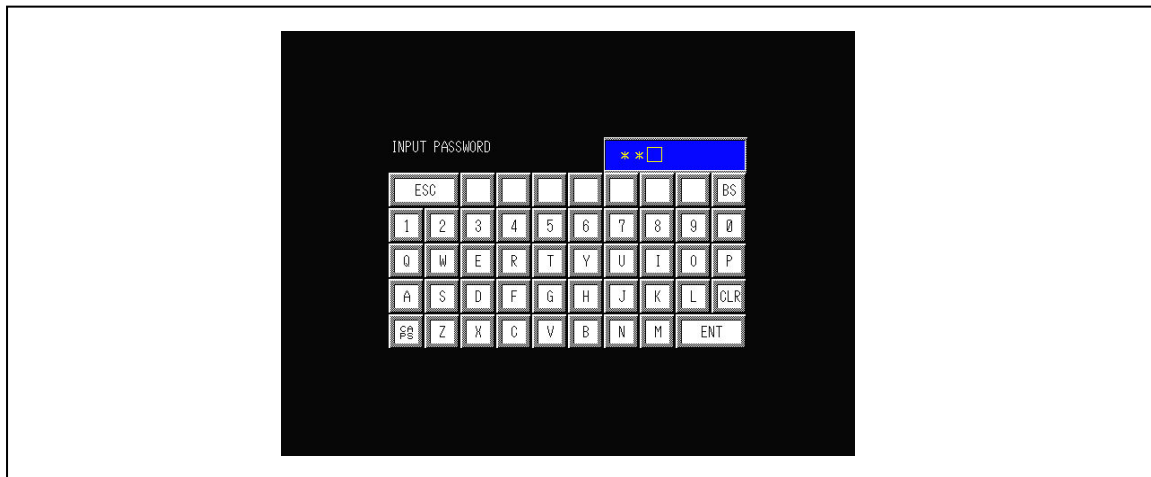 INPUT PASSWORD **
ESC BS
1 2 3 4 5 6 7 8 9 0
Q W E R T Y U I O P
A S D F G H J K L CLR
CAPS Z X C V B N M ENT